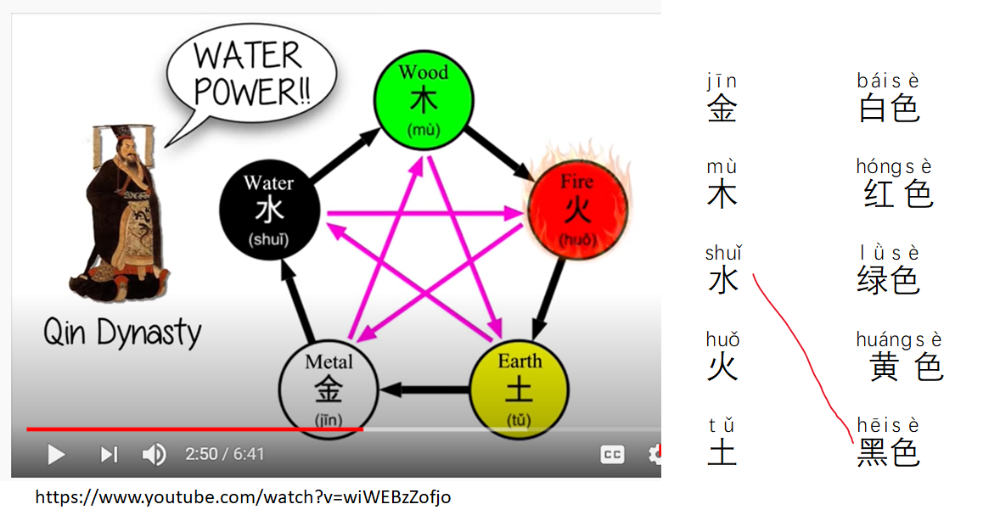 WATER
POWER!!
Qin Dynasty
Wood
木
(mù)
Water
水
(shuǐ)
Fire
火
(huǒ)
Metal
金
(jīn)
Earth
土
(tǔ)
2:50 / 6:41
CC
https://www.youtube.com/watch?v=wiWEBzZofjo
jīn báisè
金 白色
mù hóngsè
木 红色
shuǐ lǜsè
水 绿色
huǒ huángsè
火 黄色
tǔ hēisè
土 黑色